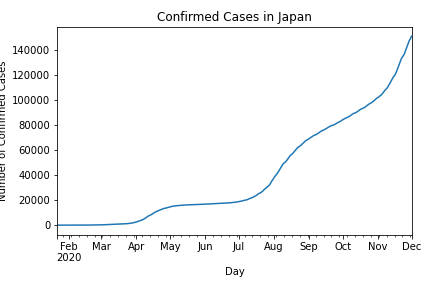 Confirmed Cases in Japan
Number of Confirmed Cases
140000
120000
100000
80000
60000
40000
20000
0
Feb Mar Apr May Jun Jul Aug Sep Oct Nov Dec
2020
Day